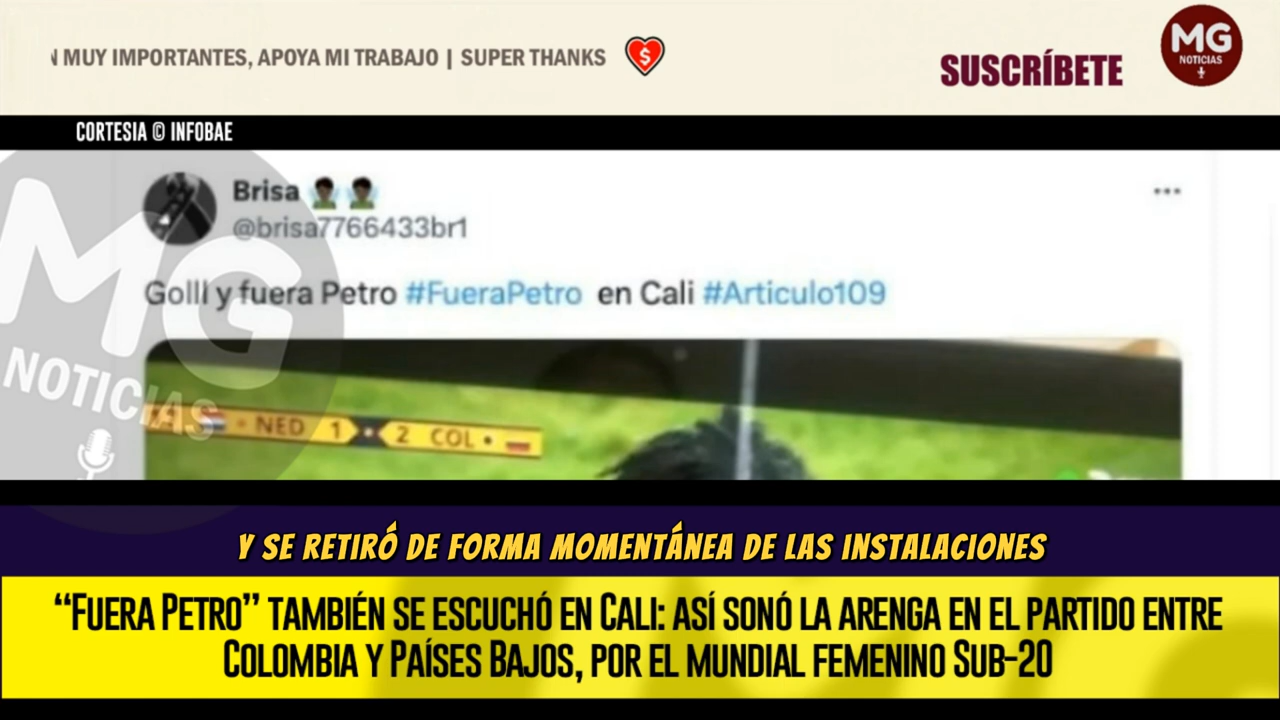 N MUY IMPORTANTES, APOYA MI TRABAJO | SUPER THANKS
SUSCRÍBETE
MG
NOTICIAS
CORTESIA © INFOBAE
Brisa
@brisa7766433br1
Golll y fuera Petro #FueraPetro en Cali #Articulo109
MG
NOTICIAS
NED 1 2 COL
Y SE RETIRÓ DE FORMA MOMENTÁNEA DE LAS INSTALACIONES
“FUERA PETRO” TAMBIÉN SE ESCUCHÓ EN CALI: ASÍ SONÓ LA ARENGA EN EL PARTIDO ENTRE
COLOMBIA Y PAÍSES BAJOS, POR EL MUNDIAL FEMENINO SUB-20